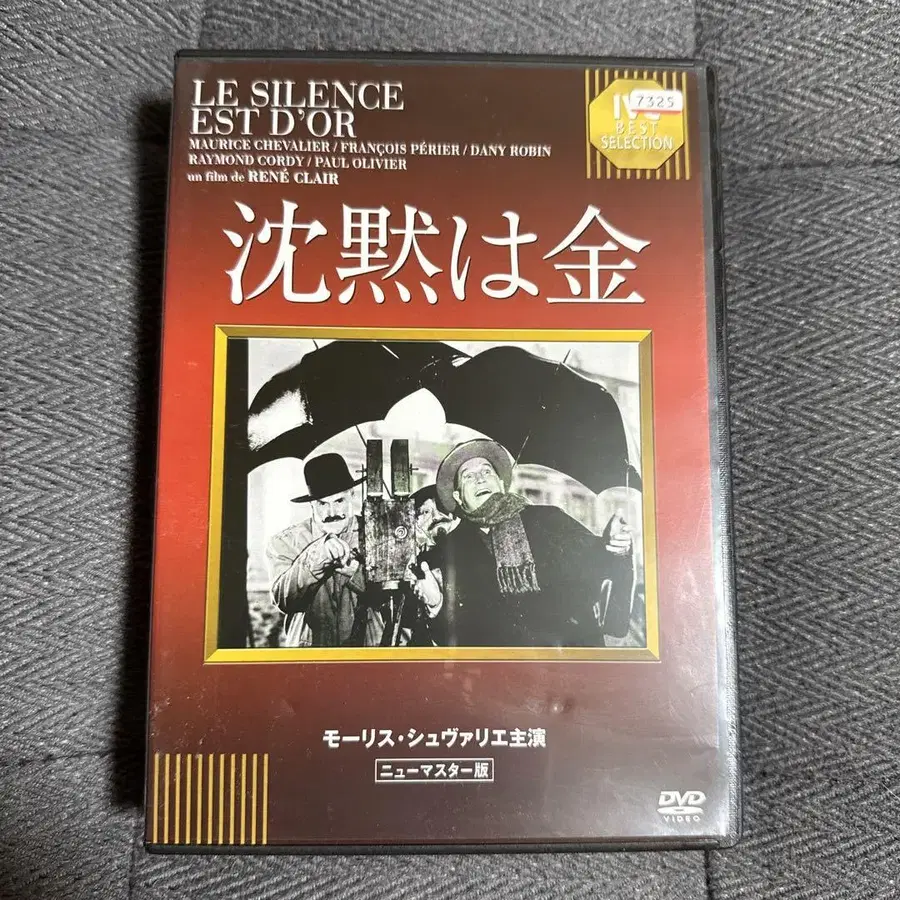 LE SILENCE
EST D'OR
MAURICE CHEVALIER / FRANÇOIS PÉRIER / DANY ROBIN
RAYMOND CORDY / PAUL OLIVIER
un film de RENÉ CLAIR
7325
BEST
SELECTION
沈黙は金
モーリス・シュヴァリエ主演
ニューマスター版
DVD
VIDEO